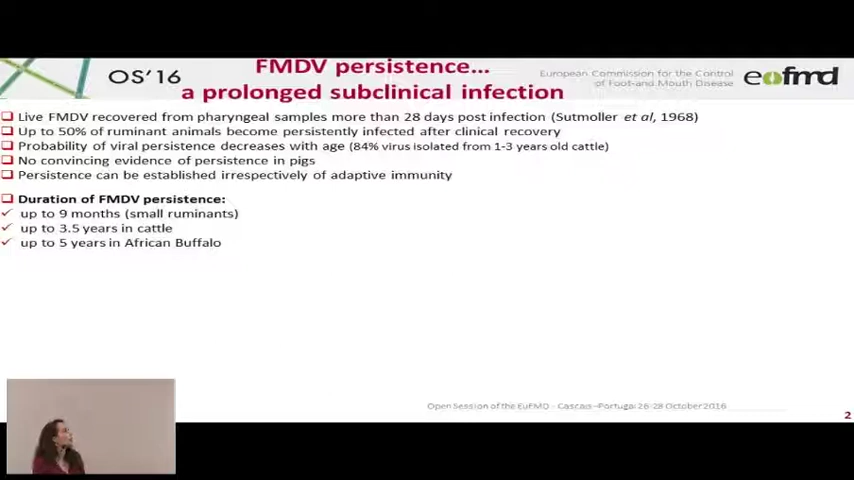 OS'16
FMDV persistence...
a prolonged subclinical infection
European Commission for the Control
of Foot-and-Mouth Disease
eofmd
Live FMDV recovered from pharyngeal samples more than 28 days post infection (Sutmoller et al, 1968)
Up to 50% of ruminant animals become persistently infected after clinical recovery
Probability of viral persistence decreases with age (84% virus isolated from 1-3 years old cattle)
No convincing evidence of persistence in pigs
Persistence can be established irrespectively of adaptive immunity
Duration of FMDV persistence:
up to 9 months (small ruminants)
up to 3.5 years in cattle
up to 5 years in African Buffalo
Open Session of the EuFMD - Cascais -Portugal 26-28 October 2016
2